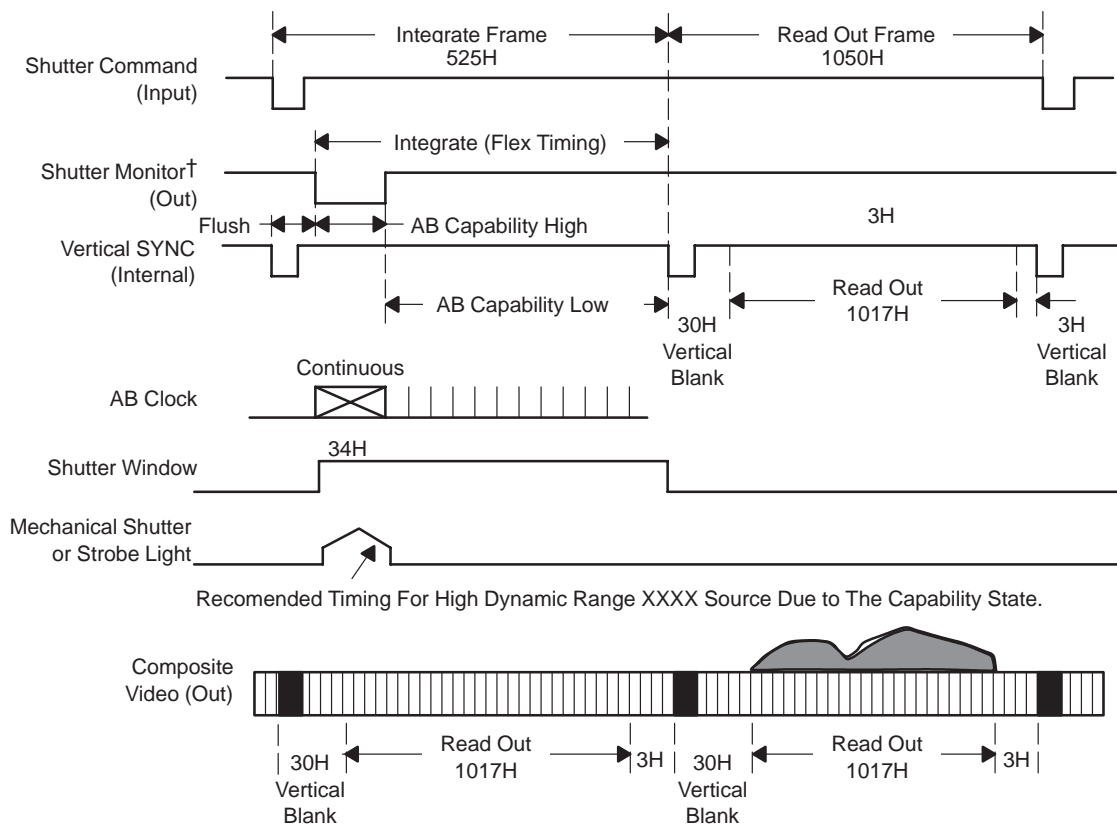 Integrate Frame
525H
Read Out Frame
1050H
Shutter Command
(Input)
Integrate (Flex Timing)
Shutter Monitor†
(Out)
Flush
AB Capability High
3H
Vertical SYNC
(Internal)
AB Capability Low
Read Out
1017H
30H
Vertical
Blank
3H
Vertical
Blank
Continuous
AB Clock
34H
Shutter Window
Mechanical Shutter
or Strobe Light
Recomended Timing For High Dynamic Range XXXX Source Due to The Capability State.
Composite
Video (Out)
30H
Vertical
Blank
Read Out
1017H
3H
30H
Vertical
Blank
Read Out
1017H
3H